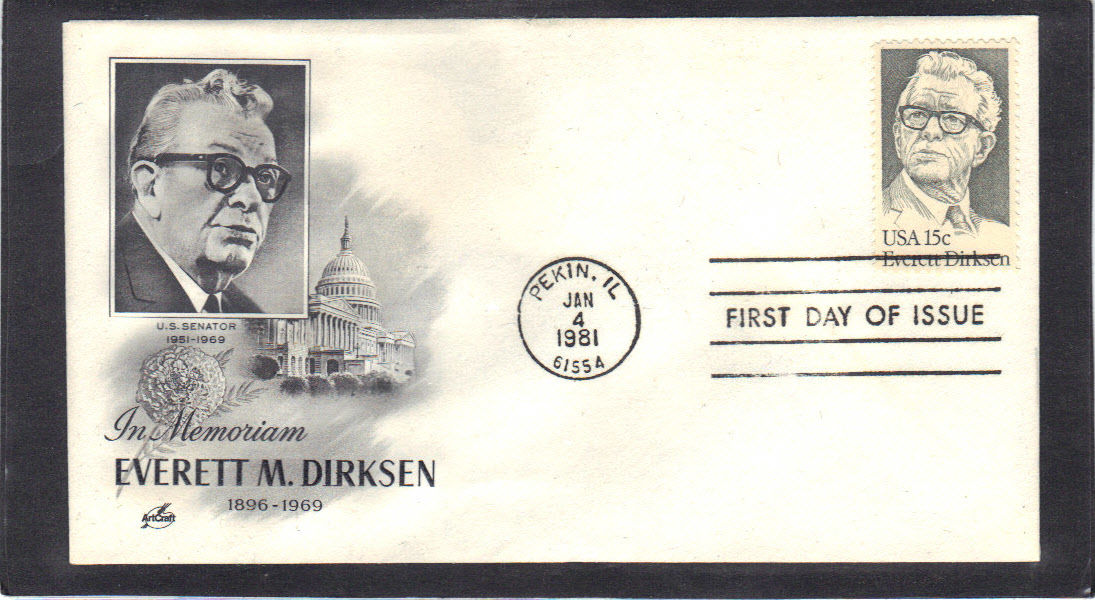 U.S. SENATOR
1951-1969
In Memoriam
EVERETT M. DIRKSEN
1896-1969
ArtCraft
PEKIN, IL
JAN
4
1981
61554
USA 15c
Everett Dirksen
FIRST DAY OF ISSUE